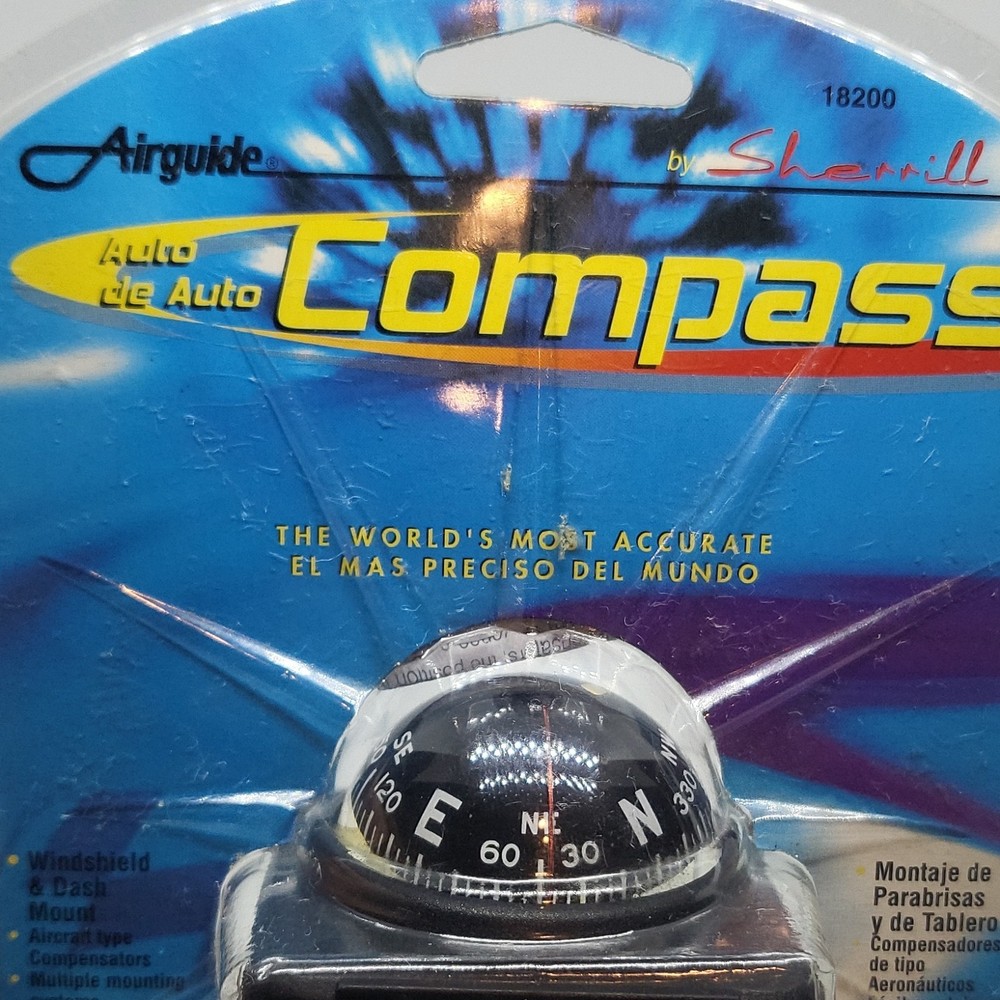 18200
Airguide®
by Sherrill
Auto
de Auto
Compass
THE WORLD'S MOST ACCURATE
EL MAS PRECISO DEL MUNDO
SE
120
E
NE
60
30
N
330
• Windshield
& Dash
Mount
• Aircraft type
Compensators
• Multiple mounting
systems
• Montaje de
Parabrisas
y de Tablero
• Compensadores
de tipo
Aeronáuticos